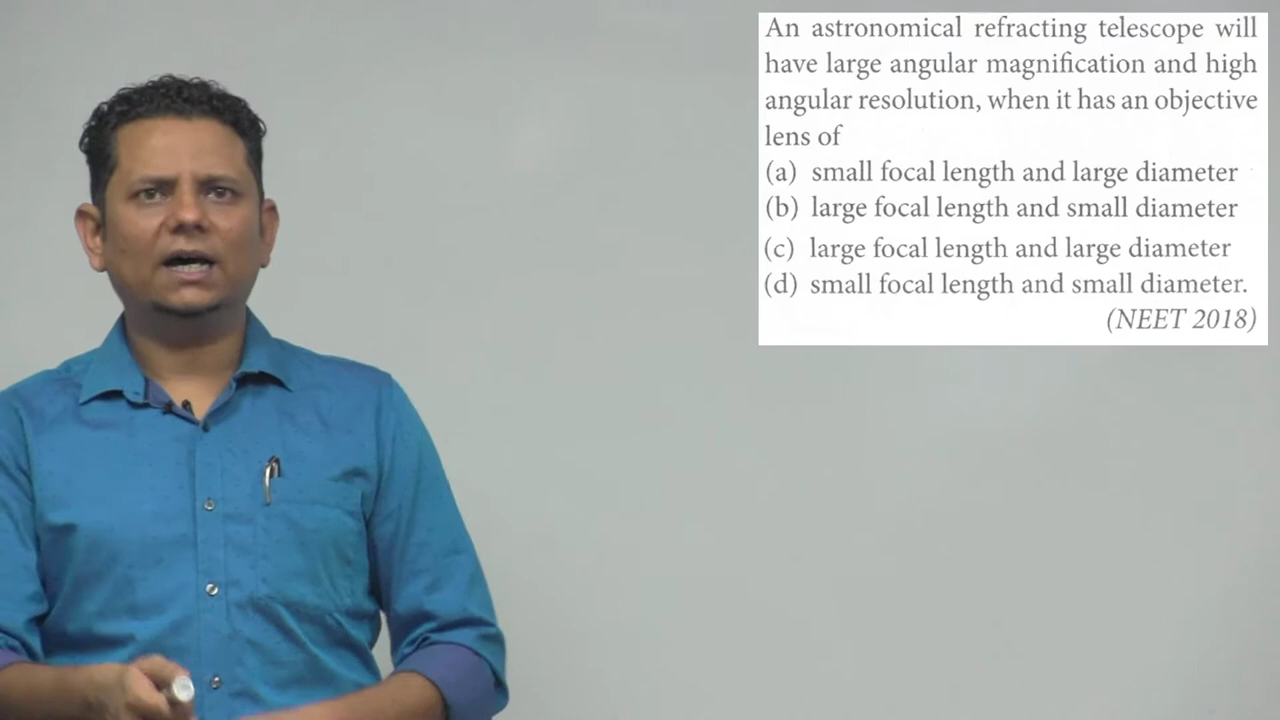 An astronomical refracting telescope will
have large angular magnification and high
angular resolution, when it has an objective
lens of
(a) small focal length and large diameter
(b) large focal length and small diameter
(c) large focal length and large diameter
(d) small focal length and small diameter.
(NEET 2018)